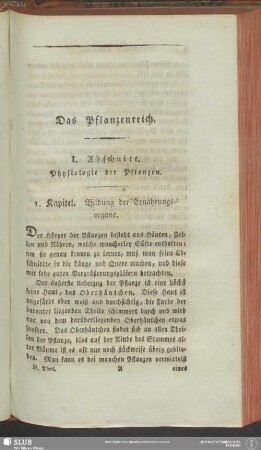 Das Pflanzenreich.
I. Abschnitt.
Physiologie der Pflanzen.
1. Kapitel. Bildung der Ernährungs-
organe.
Der Körper der Pflanzen besteht aus Häuten, Zel-
len und Röhren, welche mancherley Säfte enthalten;
um sie genau kennen zu lernen, muß man feine Ab-
schnitte in die Länge und Quere machen, und diese
mit sehr guten Vergrößerungsgläsern betrachten.
Der äußerste Ueberzug der Pflanze ist eine höchst
feine Haut, das Oberhäutchen. Diese Haut ist
ungefärbt oder weiß und durchsichtig; die Farbe der
darunter liegenden Theile schimmert durch und wird
nur von dem darüberliegenden Oberhäutchen etwas
sanfter. Das Oberhäutchen findet sich an allen Thei-
len der Pflanze, blos auf der Rinde des Stammes al-
ter Bäume ist es oft nur noch stückweise übrig geblie-
ben. Man kann es bei manchen Pflanzen vermittelst
A eines